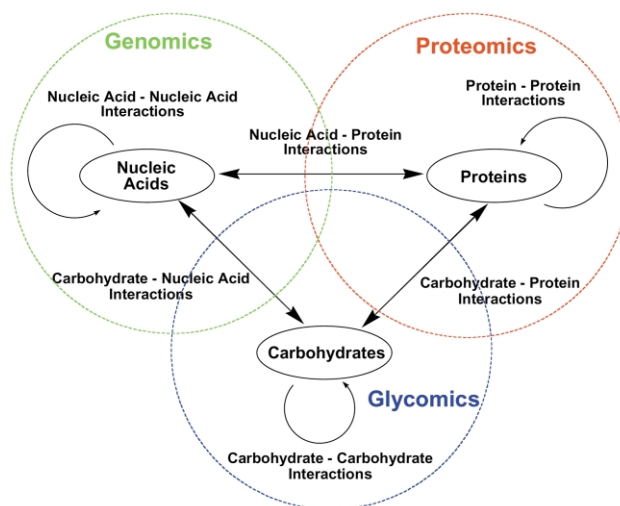 Genomics
Proteomics
Nucleic Acid - Nucleic Acid
Interactions
Protein - Protein
Interactions
Nucleic Acid - Protein
Interactions
Nucleic
Acids
Proteins
Carbohydrate - Nucleic Acid
Interactions
Carbohydrate - Protein
Interactions
Carbohydrates
Glycomics
Carbohydrate - Carbohydrate
Interactions